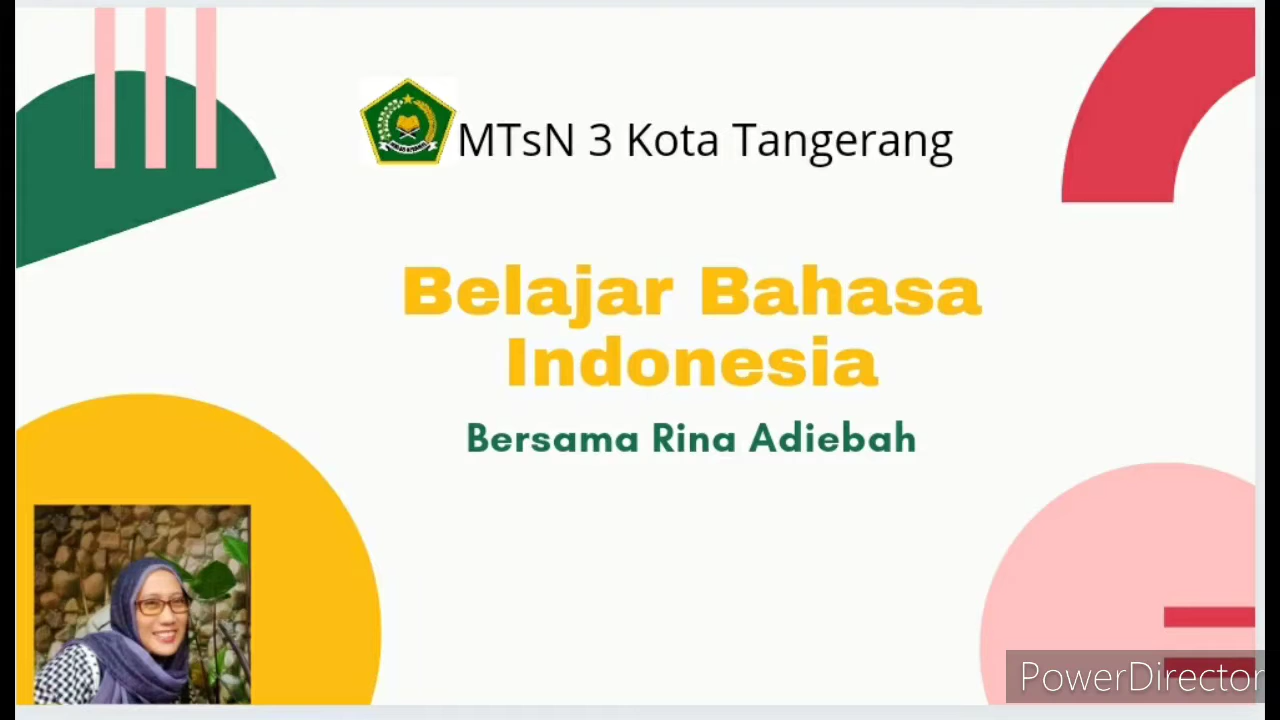 MTsN 3 Kota Tangerang
Belajar Bahasa
Indonesia
Bersama Rina Adiebah
PowerDirector